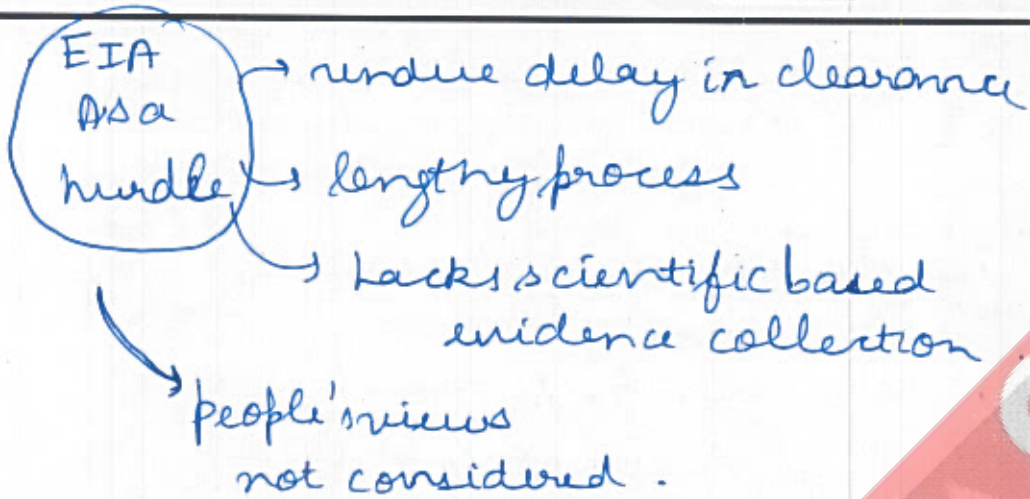 EIA
As a
hurdle
→ undue delay in clearance
→ lengthy process
→ Lacks scientific based
evidence collection
people's views
not considered.